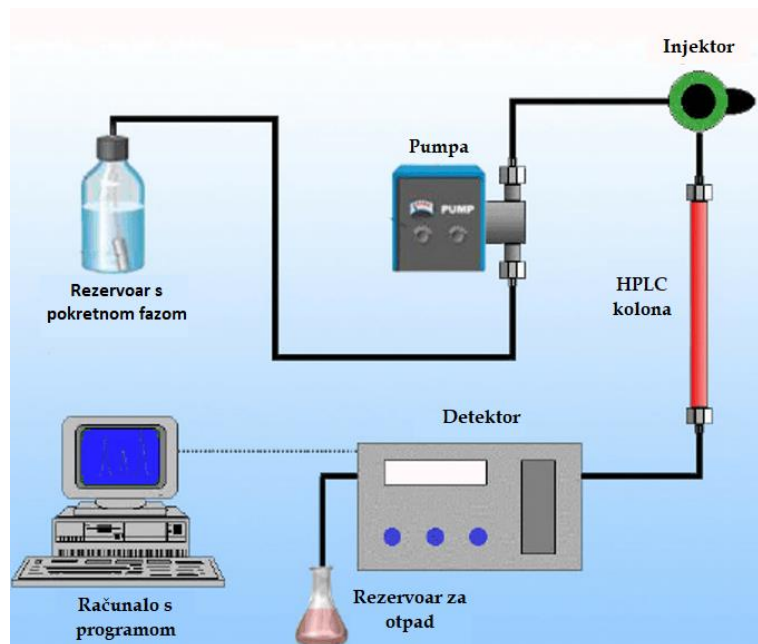 Injektor
Pumpa
PUMP
Rezervoar s
pokretnom fazom
HPLC
kolona
Detektor
Računalo s
programom
Rezervoar za
otpad